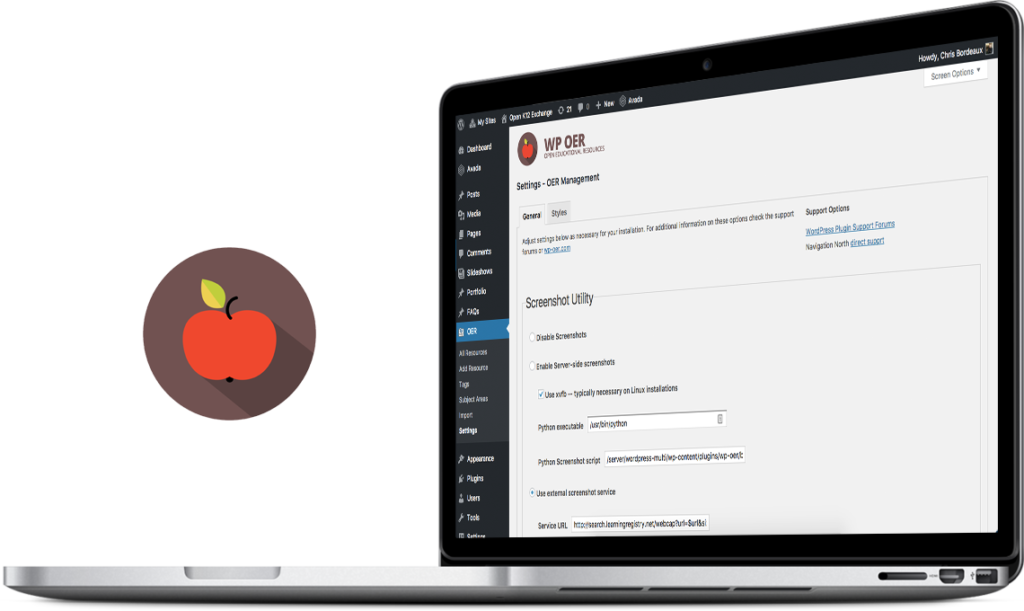 Howdy, Chris Bordeaux
My Sites Open K12 Exchange 21 0 New Avada
Screen Options
Dashboard
Avada
Posts
Media
Pages
Comments
Slideshows
Portfolio
FAQs
OER
All Resources
Add Resource
Tags
Subject Areas
Import
Settings
Appearance
Plugins
Users
Tools
Settings
WP OER
OPEN EDUCATIONAL RESOURCES
Settings - OER Management
General Styles
Adjust settings below as necessary for your installation. For additional information on these options check the support
forums or wp-oer.com
Support Options
WordPress Plugin Support Forums
Navigation North direct supprt
Screenshot Utility
Disable Screenshots
Enable Server-side screenshots
Use xvfb — typically necessary on Linux installations
Python executable /usr/bin/python
Python Screenshot script /server/wordpress-multi/wp-content/plugins/wp-oer/b
Use external screenshot service
Service URL http://search.learningregistry.net/webcap?url=$url&si